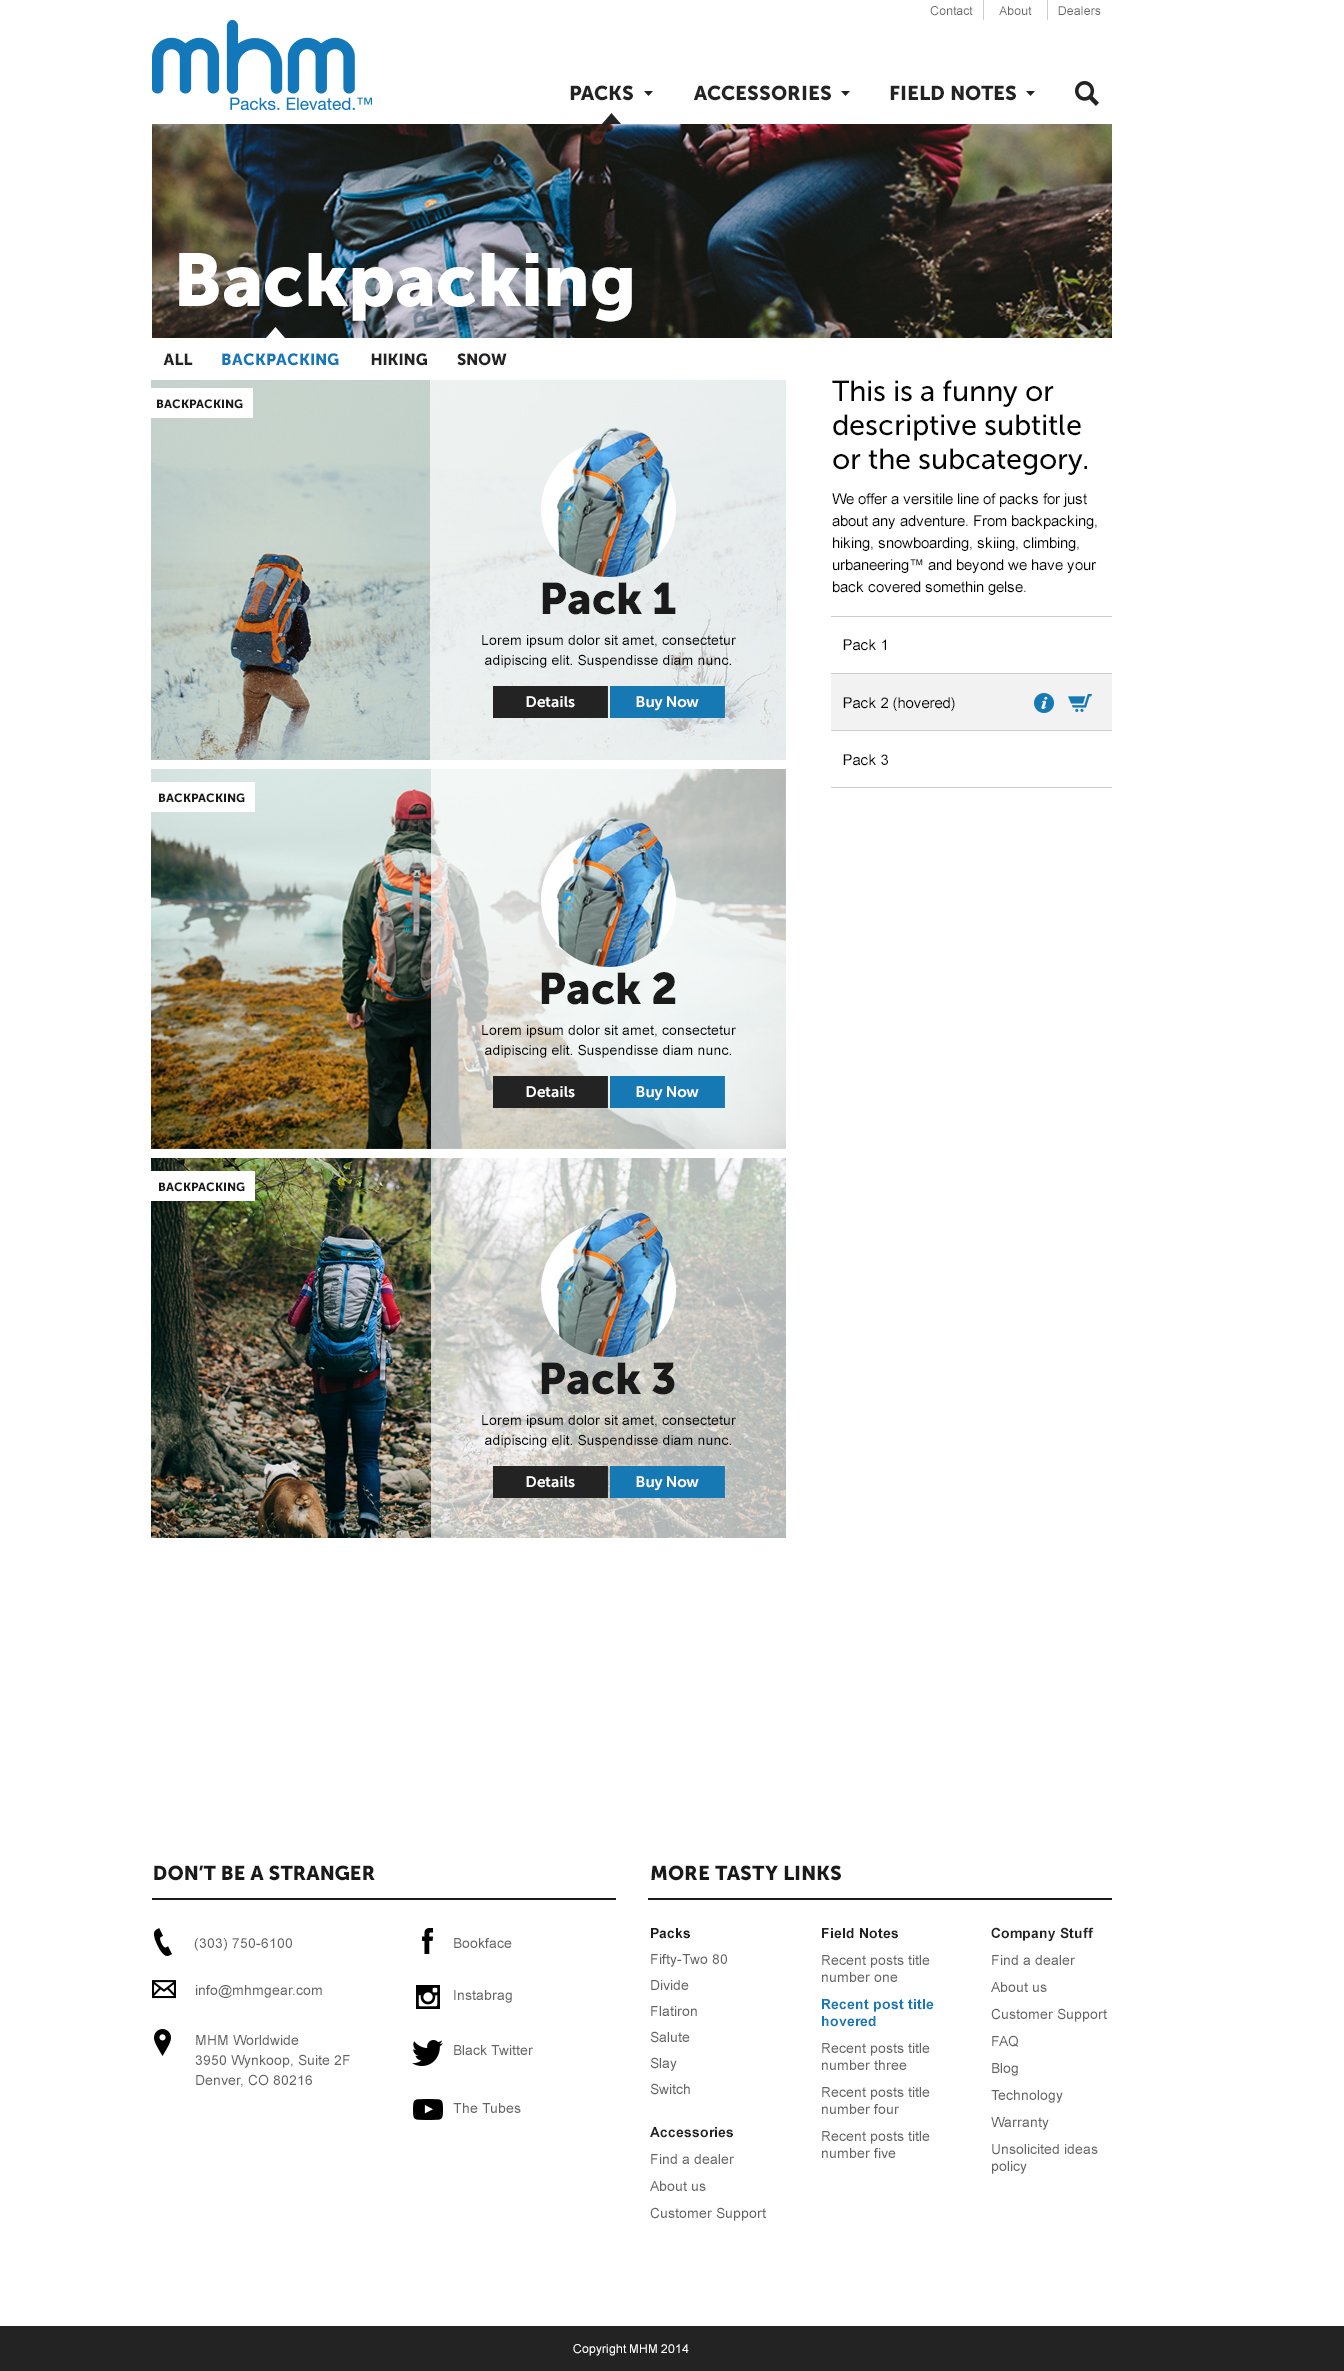 Contact About Dealers
mhm
Packs. Elevated.™
PACKS ACCESSORIES FIELD NOTES
Backpacking
ALL BACKPACKING HIKING SNOW
BACKPACKING
Pack 1
Lorem ipsum dolor sit amet, consectetur
adipiscing elit. Suspendisse diam nunc.
Details Buy Now
BACKPACKING
Pack 2
Lorem ipsum dolor sit amet, consectetur
adipiscing elit. Suspendisse diam nunc.
Details Buy Now
BACKPACKING
Pack 3
Lorem ipsum dolor sit amet, consectetur
adipiscing elit. Suspendisse diam nunc.
Details Buy Now
This is a funny or
descriptive subtitle
or the subcategory.
We offer a versitile line of packs for just
about any adventure. From backpacking,
hiking, snowboarding, skiing, climbing,
urbaneering™ and beyond we have your
back covered somethin gelse.
Pack 1
Pack 2 (hovered)
Pack 3
DON'T BE A STRANGER
(303) 750-6100
info@mhmgear.com
MHM Worldwide
3950 Wynkoop, Suite 2F
Denver, CO 80216
Bookface
Instabrag
Black Twitter
The Tubes
MORE TASTY LINKS
Packs
Fifty-Two 80
Divide
Flatiron
Salute
Slay
Switch
Accessories
Find a dealer
About us
Customer Support
Field Notes
Recent posts title
number one
Recent post title
hovered
Recent posts title
number three
Recent posts title
number four
Recent posts title
number five
Company Stuff
Find a dealer
About us
Customer Support
FAQ
Blog
Technology
Warranty
Unsolicited ideas
policy
Copyright MHM 2014